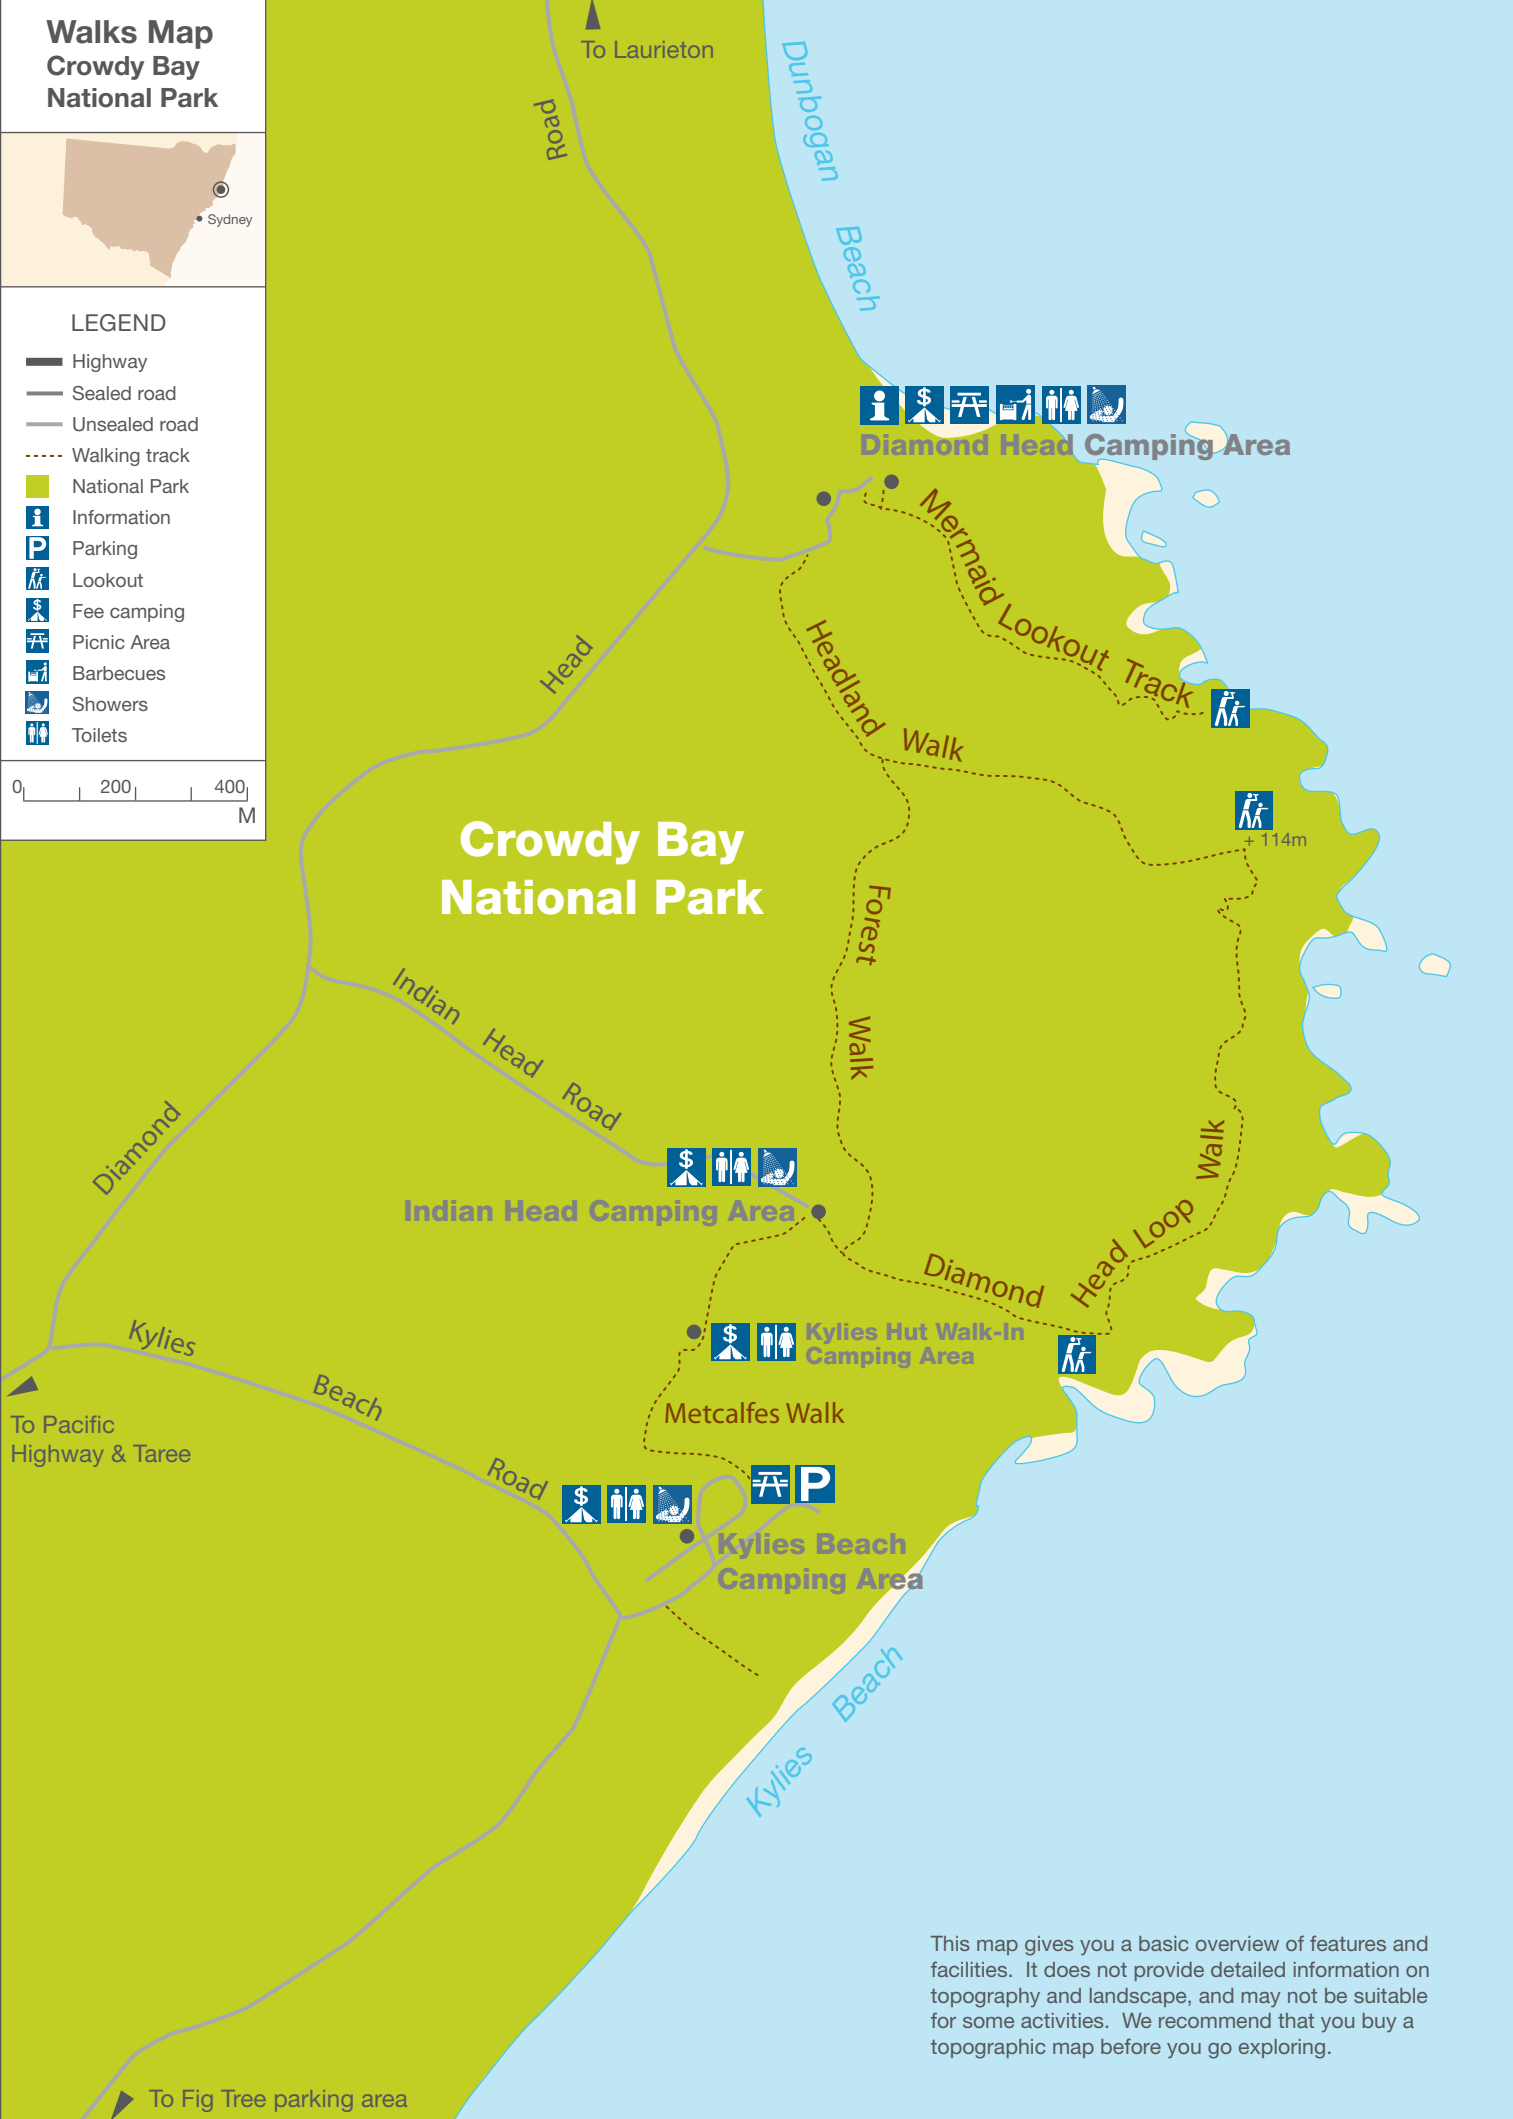 Walks Map
Crowdy Bay
National Park
Sydney
LEGEND
Highway
Sealed road
Unsealed road
Walking track
National Park
Information
P
Parking
Lookout
$
Fee camping
Picnic Area
Barbecues
Showers
Toilets
0 200 400
M
To Laurieton
Road
Dunbogan
Beach
$
Diamond Head Camping Area
Mermaid Lookout Track
Head
Headland Walk
+ 114m
Crowdy Bay
National Park
Forest
Walk
Indian Head Road
Diamond
$
Indian Head Camping Area
Diamond Head Loop Walk
$
Kylies Hut Walk-In
Camping Area
Kylies Beach Road
To Pacific
Highway & Taree
Metcalfes Walk
$
P
Kylies Beach
Camping Area
Kylies Beach
This map gives you a basic overview of features and
facilities. It does not provide detailed information on
topography and landscape, and may not be suitable
for some activities. We recommend that you buy a
topographic map before you go exploring.
To Fig Tree parking area